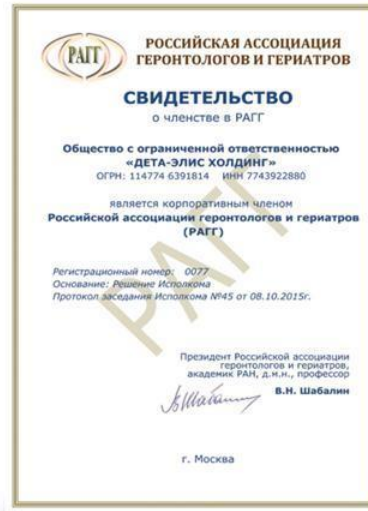 РАГГ
РОССИЙСКАЯ АССОЦИАЦИЯ
ГЕРОНТОЛОГОВ И ГЕРИАТРОВ
СВИДЕТЕЛЬСТВО
о членстве в РАГГ
Общество с ограниченной ответственностью
«ДЕТА-ЭЛИС ХОЛДИНГ»
ОГРН: 114774 6391814 ИНН 7743922880
является корпоративным членом
Российской ассоциации геронтологов и гериатров
(РАГГ)
РАГГ
Регистрационный номер: 0077
Основание: Решение Исполкома
Протокол заседания Исполкома №45 от 08.10.2015г.
Президент Российской ассоциации
геронтологов и гериатров,
академик РАН, д.м.н., профессор
В.Н. Шабалин
г. Москва